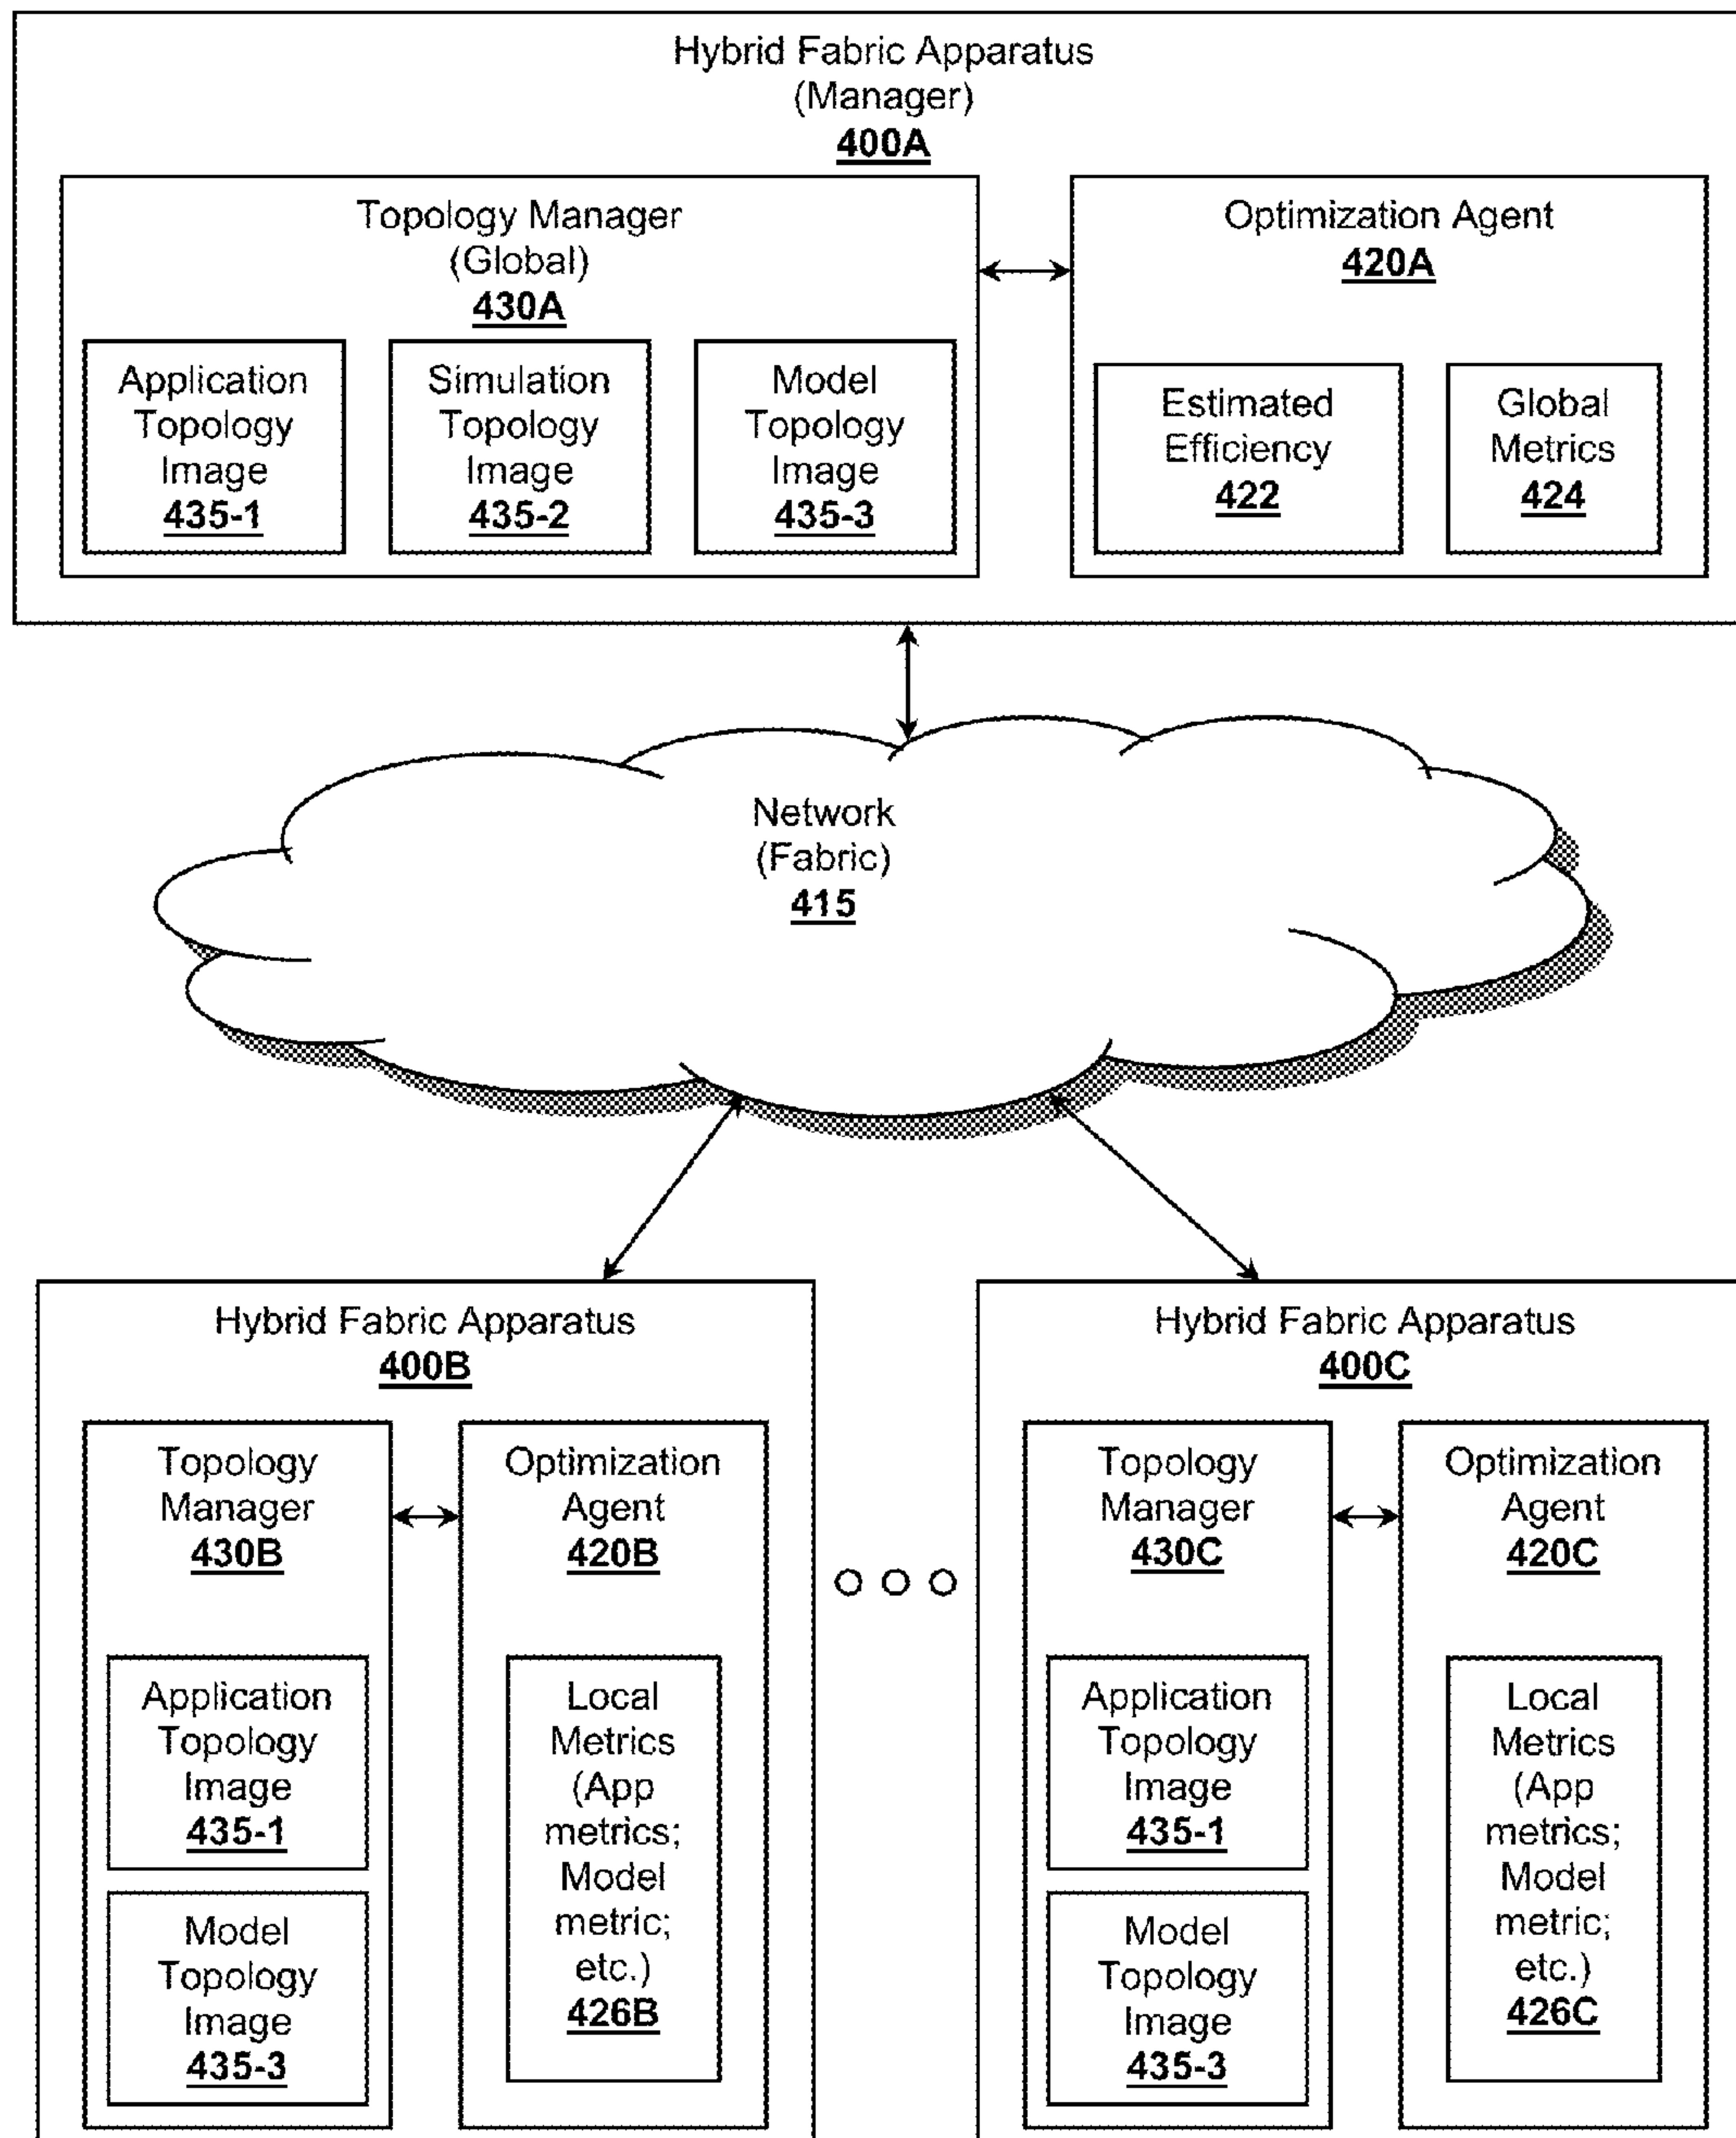 Hybrid Fabric Apparatus
(Manager)
400A
Topology Manager
(Global)
430A
Application
Topology
Image
435-1
Simulation
Topology
Image
435-2
Model
Topology
Image
435-3
Optimization Agent
420A
Estimated
Efficiency
422
Global
Metrics
424
Network
(Fabric)
415
Hybrid Fabric Apparatus
400B
Topology
Manager
430B
Application
Topology
Image
435-1
Model
Topology
Image
435-3
Optimization
Agent
420B
Local
Metrics
(App
metrics;
Model
metric;
etc.)
426B
Hybrid Fabric Apparatus
400C
Topology
Manager
430C
Application
Topology
Image
435-1
Model
Topology
Image
435-3
Optimization
Agent
420C
Local
Metrics
(App
metrics;
Model
metric;
etc.)
426C